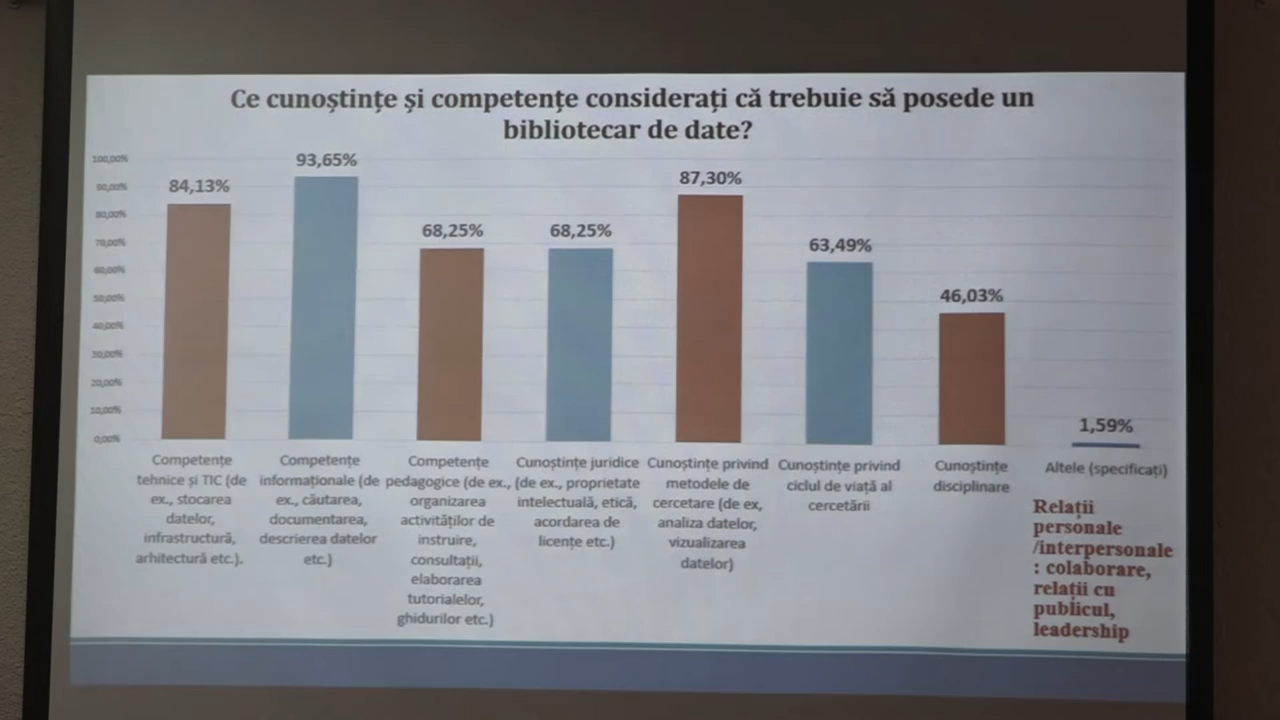 Ce cunoștințe și competențe considerați că trebuie să posede un
bibliotecar de date?
100,00%
90,00%
80,00%
70,00%
60,00%
50,00%
40,00%
30,00%
20,00%
10,00%
0,00%
84,13%
93,65%
68,25%
68,25%
87,30%
63,49%
46,03%
1,59%
Competențe
tehnice și TIC (de
ex., stocarea
datelor,
infrastructură,
arhitectură etc.).
Competențe
informaționale (de
ex., căutarea,
documentarea,
descrierea datelor
etc.)
Competențe
pedagogice (de ex.,
organizarea
activităților de
instruire,
consultații,
elaborarea
tutorialelor,
ghidurilor etc.)
Cunoștințe juridice
(de ex., proprietate
intelectuală, etică,
acordarea de
licențe etc.)
Cunoștințe privind
metodele de
cercetare (de ex,
analiza datelor,
vizualizarea
datelor)
Cunoștințe privind
ciclul de viață al
cercetării
Cunoștințe
disciplinare
Altele (specificați)
Relații
personale
/interpersonale
: colaborare,
relații cu
publicul,
leadership